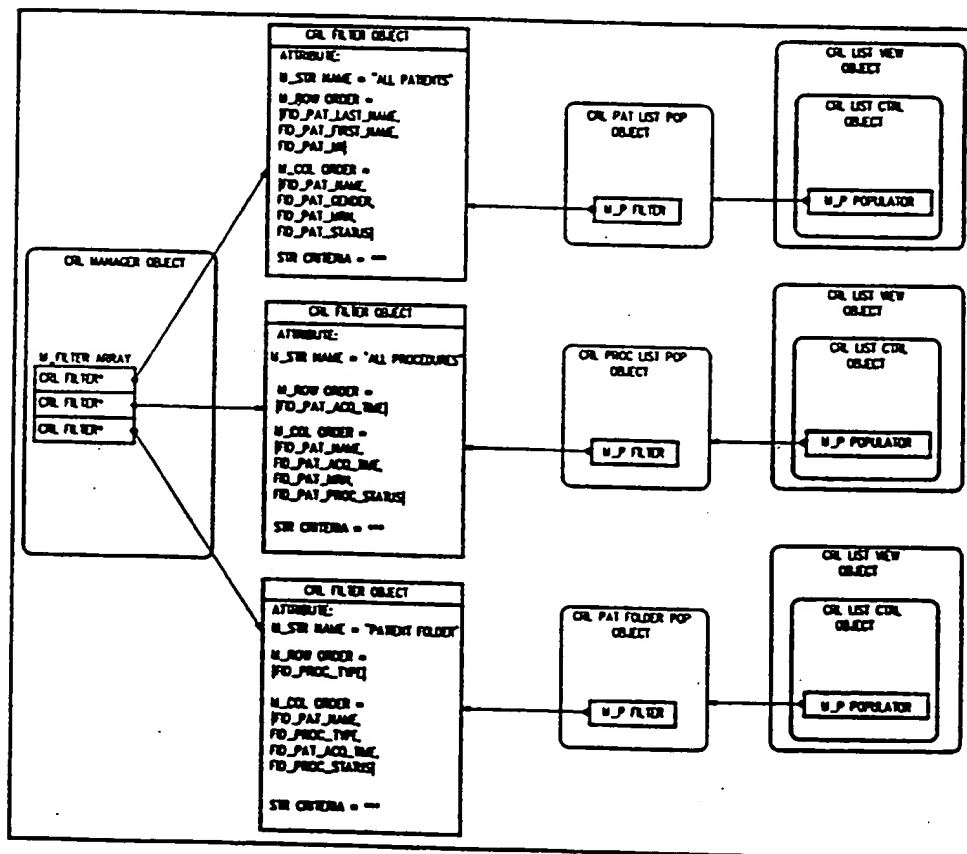 CRL MANAGER OBJECT
M_FILTER ARRAY
CRL FILTER*
CRL FILTER*
CRL FILTER*
CRL FILTER OBJECT
ATTRIBUTE:
M_STR NAME = "ALL PATIENTS"
M_ROW ORDER =
[FID_PAT_LAST_NAME,
FID_PAT_FIRST_NAME,
FID_PAT_MI]
M_COL ORDER =
[FID_PAT_NAME,
FID_PAT_GENDER,
FID_PAT_MRN,
FID_PAT_STATUS]
STR CRITERIA = ""
CRL PAT LIST POP
OBJECT
M_P FILTER
CRL LIST VIEW
OBJECT
CRL LIST CTRL
OBJECT
M_P POPULATOR
CRL FILTER OBJECT
ATTRIBUTE:
M_STR NAME = "ALL PROCEDURES"
M_ROW ORDER =
[FID_PAT_ACQ_TIME]
M_COL ORDER =
[FID_PAT_NAME,
FID_PAT_ACQ_TIME,
FID_PAT_MRN,
FID_PAT_PROC_STATUS]
STR CRITERIA = ""
CRL PROC LIST POP
OBJECT
M_P FILTER
CRL LIST VIEW
OBJECT
CRL LIST CTRL
OBJECT
M_P POPULATOR
CRL FILTER OBJECT
ATTRIBUTE:
M_STR NAME = "PATIENT FOLDER"
M_ROW ORDER =
[FID_PROC_TYPE]
M_COL ORDER =
[FID_PAT_NAME,
FID_PROC_TYPE,
FID_PAT_ACQ_TIME,
FID_PROC_STATUS]
STR CRITERIA = ""
CRL PAT FOLDER POP
OBJECT
M_P FILTER
CRL LIST VIEW
OBJECT
CRL LIST CTRL
OBJECT
M_P POPULATOR